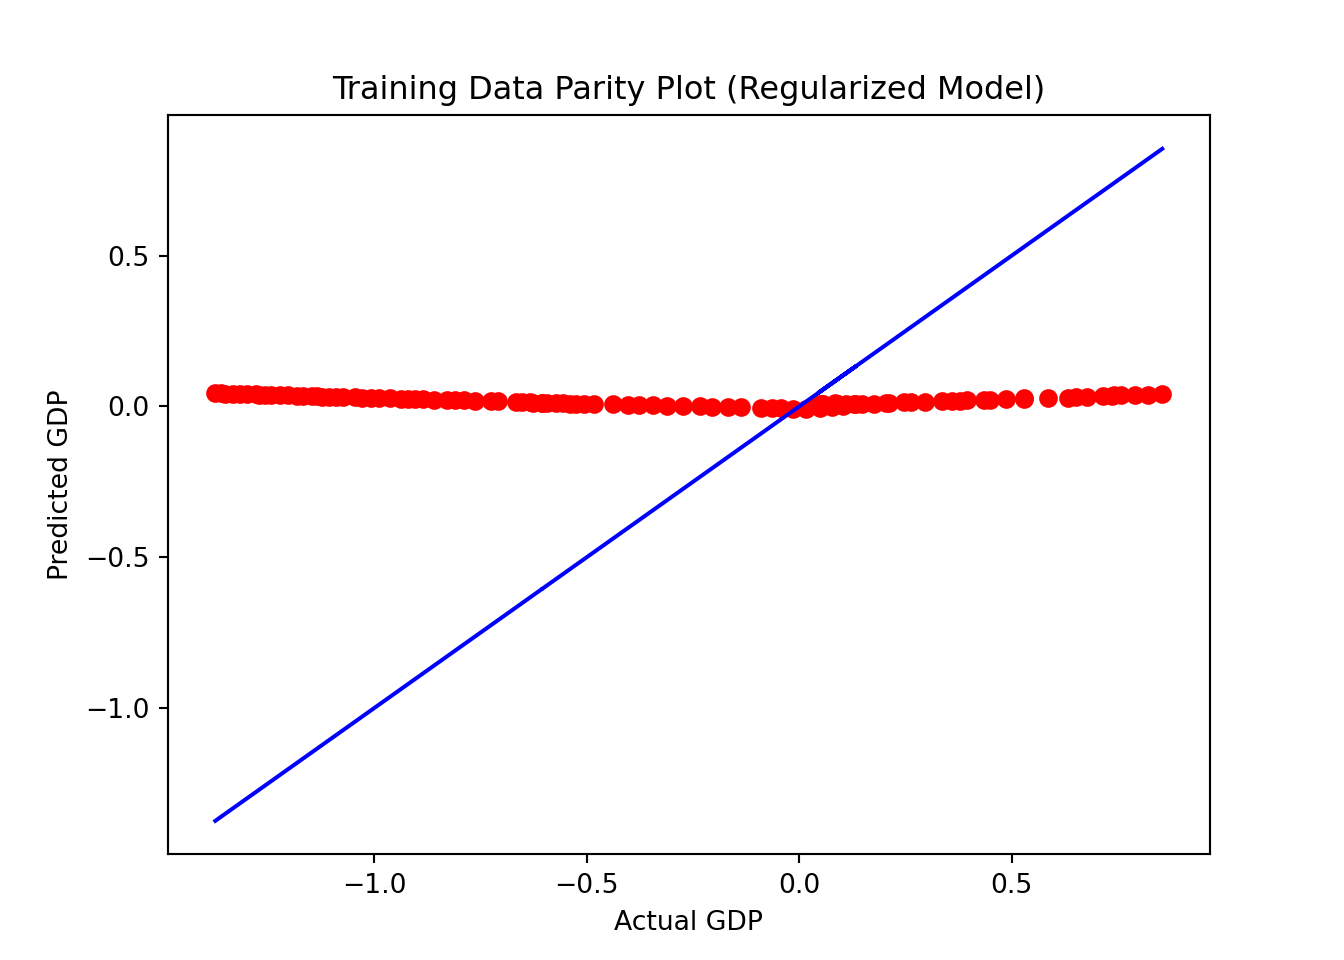 Training Data Parity Plot (Regularized Model)
0.5
0.0
−0.5
−1.0
Predicted GDP
−1.0 −0.5 0.0 0.5
Actual GDP